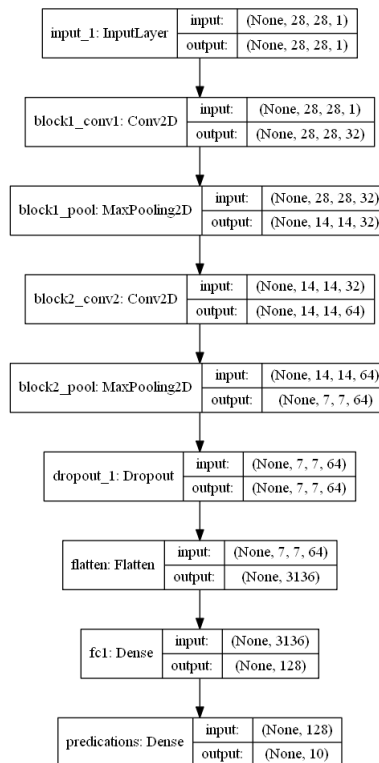 input_1: InputLayer
input: (None, 28, 28, 1)
output: (None, 28, 28, 1)
block1_conv1: Conv2D
input: (None, 28, 28, 1)
output: (None, 28, 28, 32)
block1_pool: MaxPooling2D
input: (None, 28, 28, 32)
output: (None, 14, 14, 32)
block2_conv2: Conv2D
input: (None, 14, 14, 32)
output: (None, 14, 14, 64)
block2_pool: MaxPooling2D
input: (None, 14, 14, 64)
output: (None, 7, 7, 64)
dropout_1: Dropout
input: (None, 7, 7, 64)
output: (None, 7, 7, 64)
flatten: Flatten
input: (None, 7, 7, 64)
output: (None, 3136)
fc1: Dense
input: (None, 3136)
output: (None, 128)
predications: Dense
input: (None, 128)
output: (None, 10)